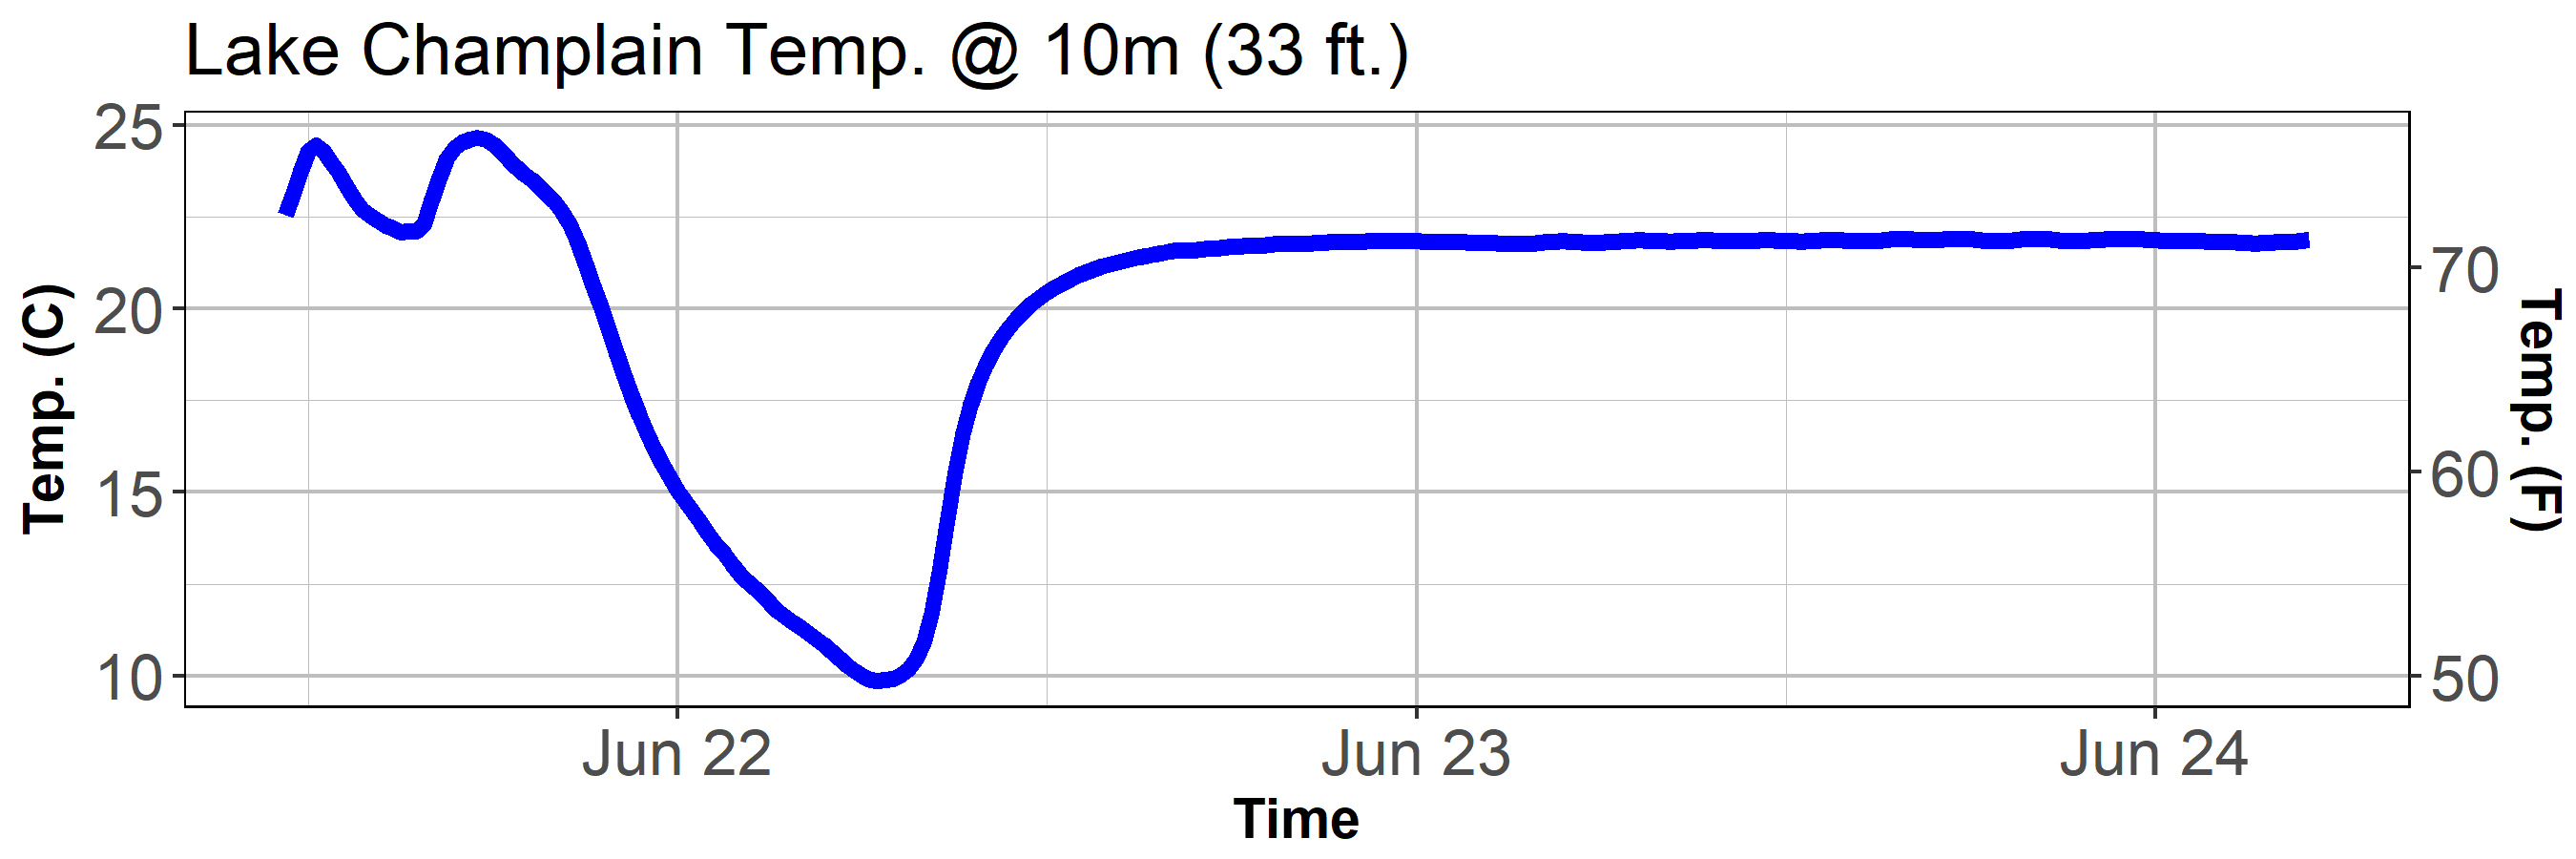 Lake Champlain Temp. @ 10m (33 ft.)
25
20
15
10
Temp. (C)
70
60
50
Temp. (F)
Jun 22
Jun 23
Jun 24
Time